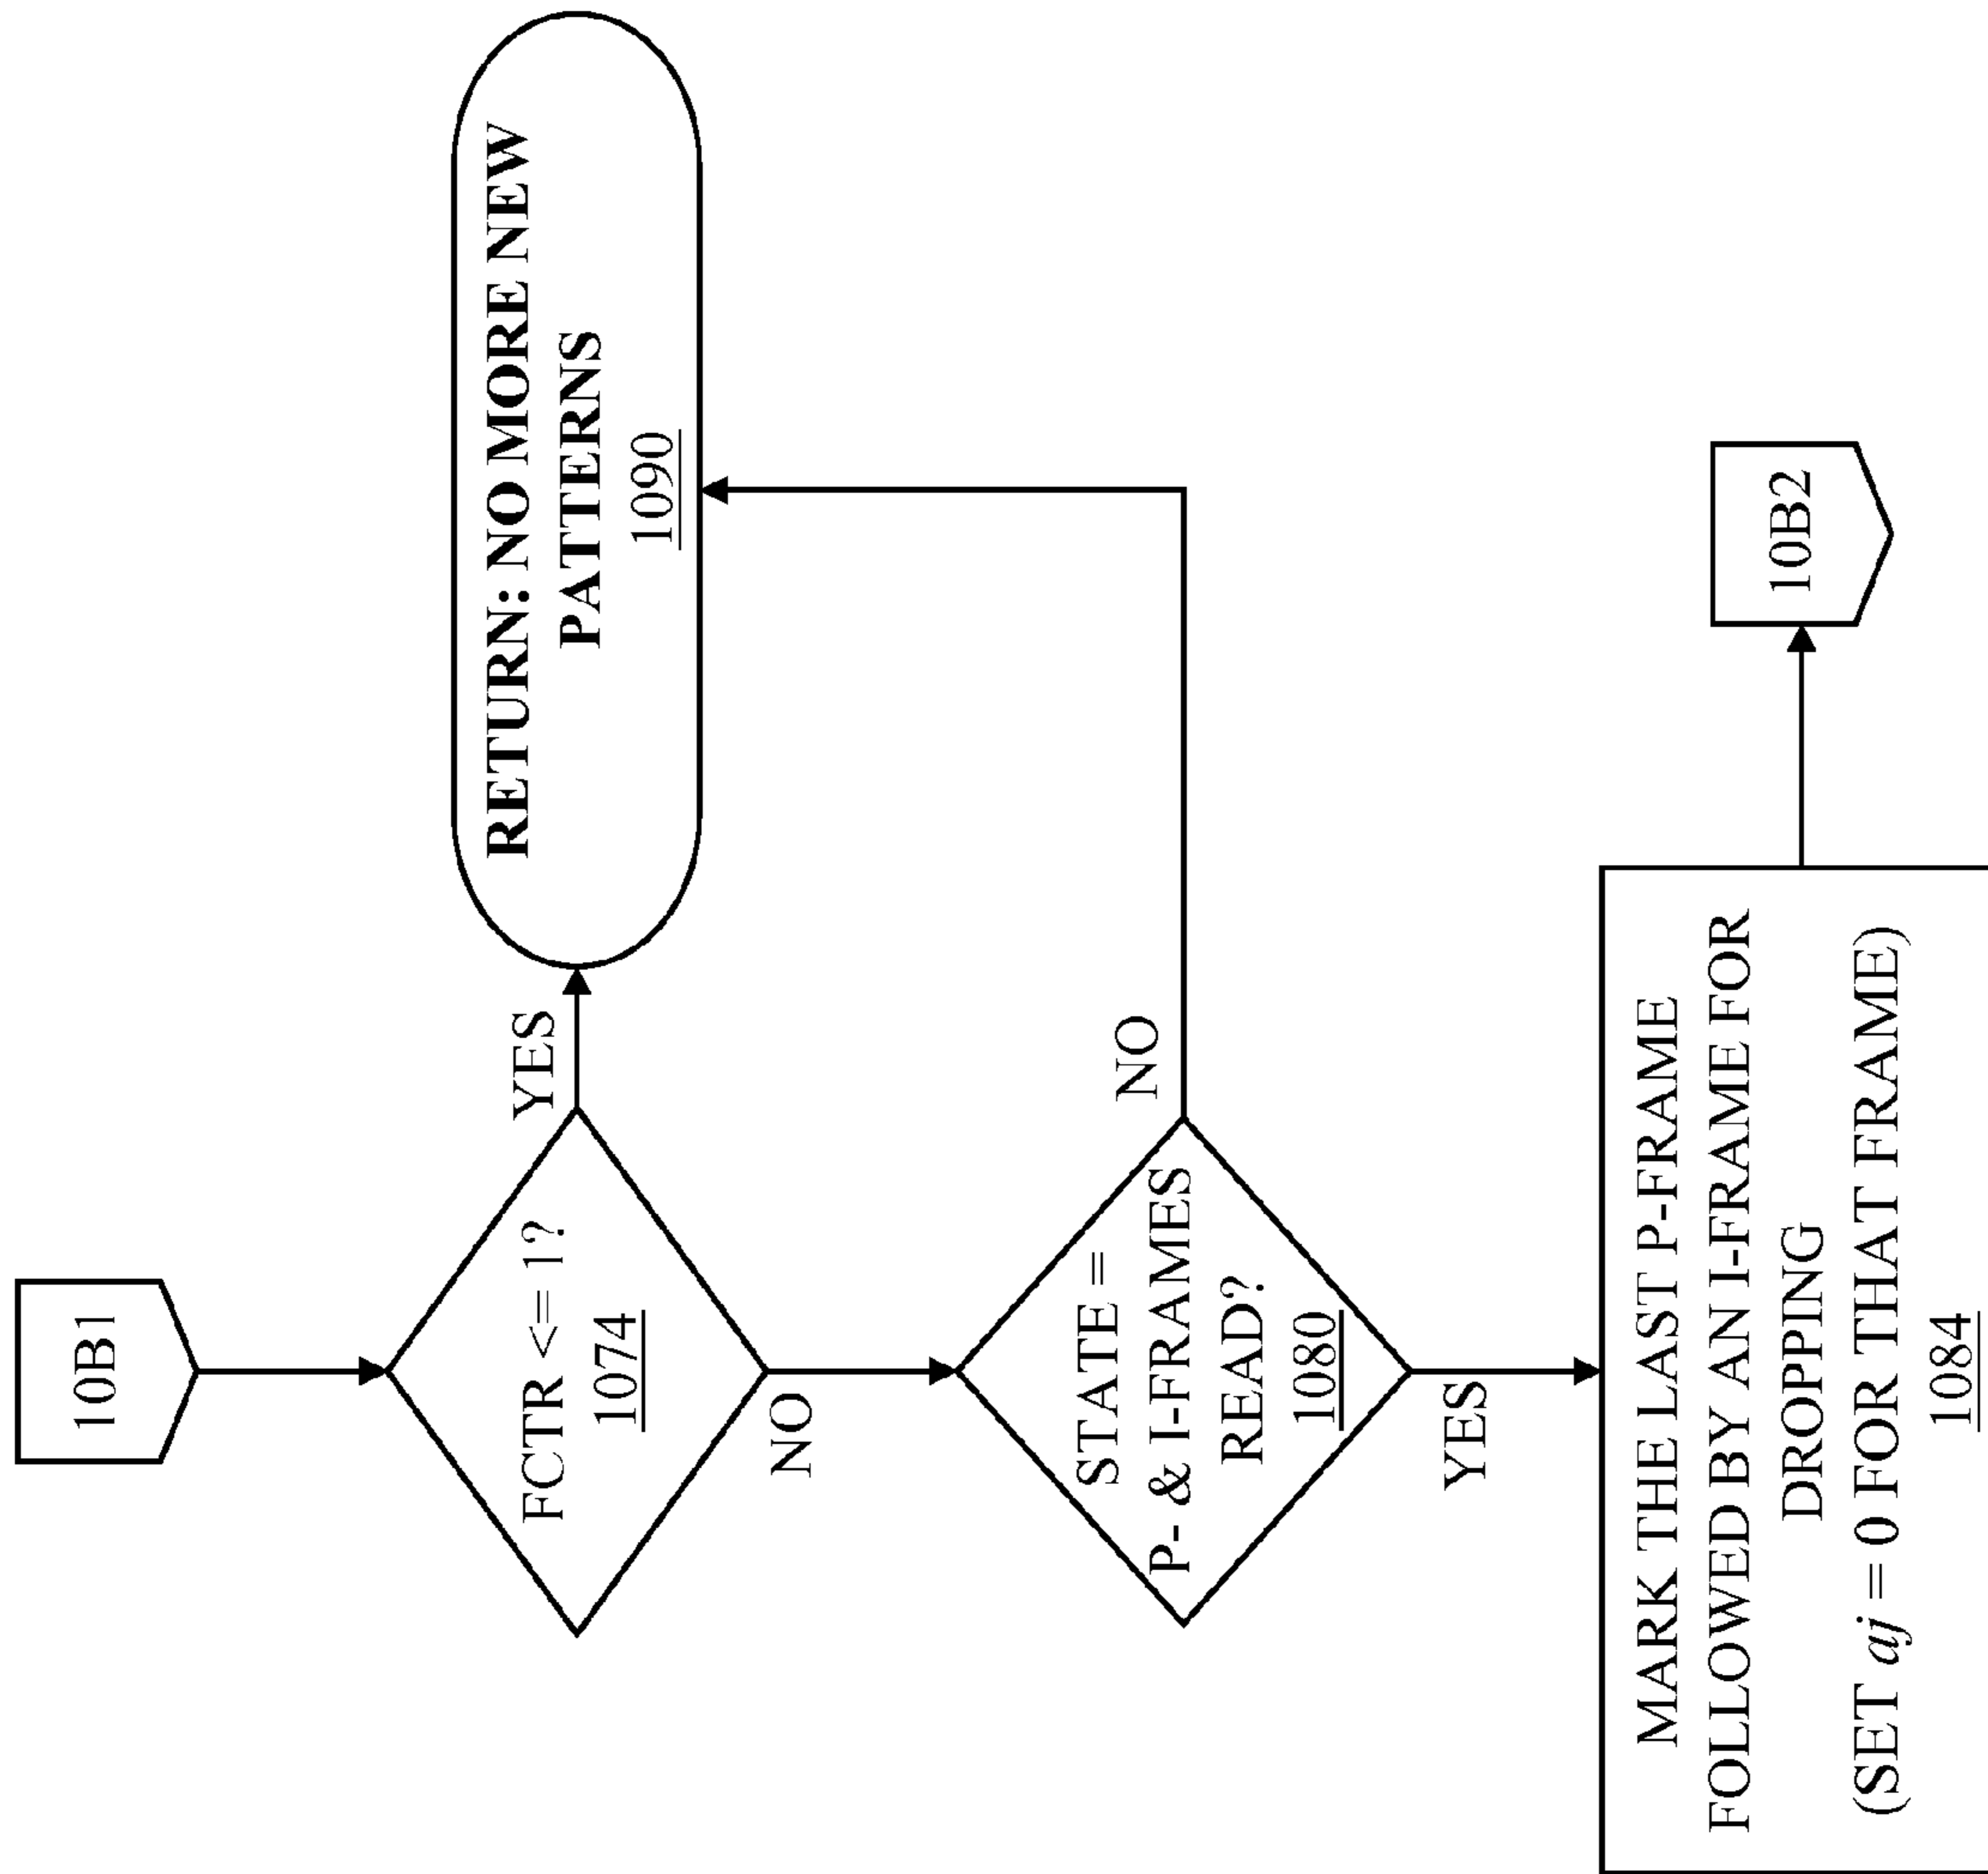 10B1
FCTR <= 1?
1074
YES
NO
RETURN: NO MORE NEW
PATTERNS
1090
STATE =
P- & I-FRAMES
READ?
1080
NO
YES
MARK THE LAST P-FRAME
FOLLOWED BY AN I-FRAME FOR
DROPPING
(SET aj = 0 FOR THAT FRAME)
1084
10B2